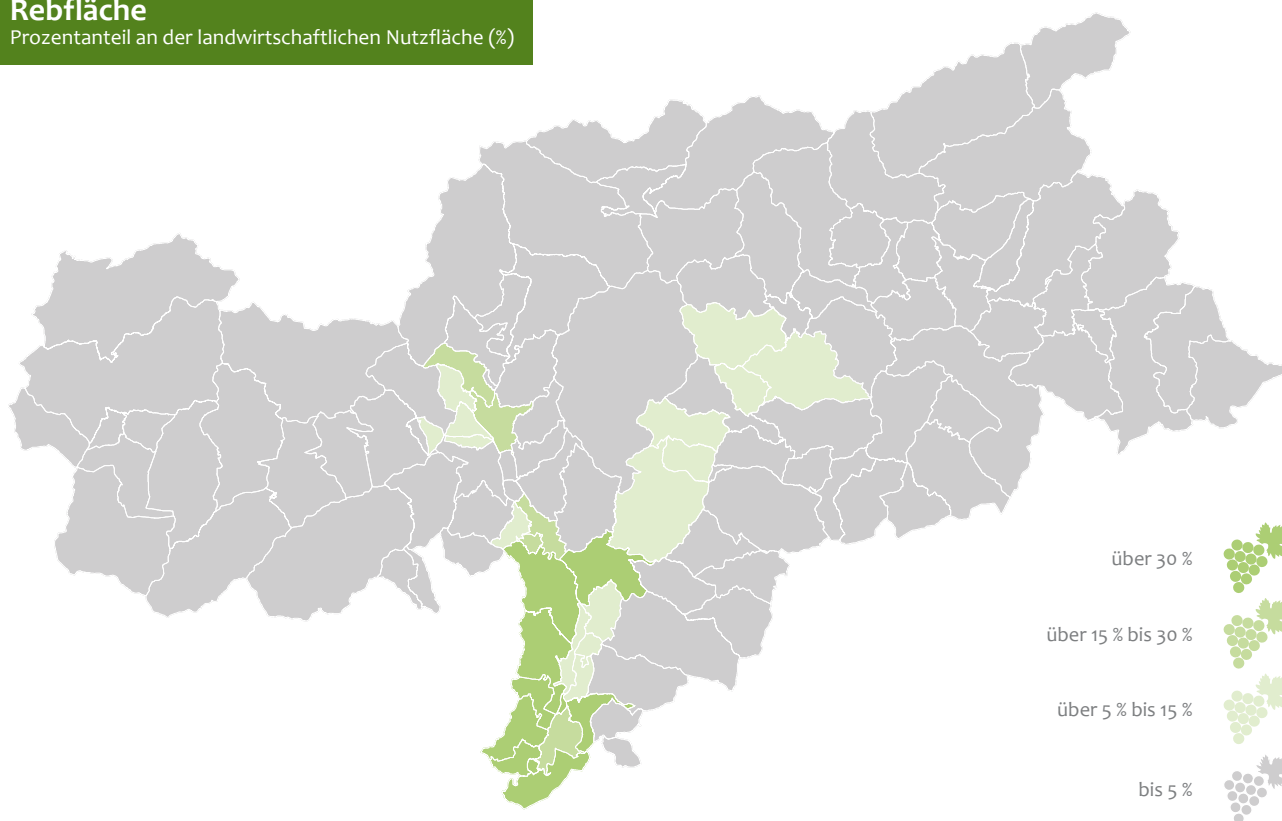 Rebfläche
Prozentanteil an der landwirtschaftlichen Nutzfläche (%)
über 30 %
über 15 % bis 30 %
über 5 % bis 15 %
bis 5 %